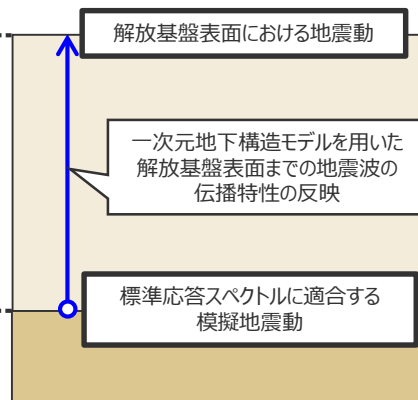 解放基盤表面における地震動
一次元地下構造モデルを用いた
解放基盤表面までの地震波の
伝播特性の反映
標準応答スペクトルに適合する
模擬地震動